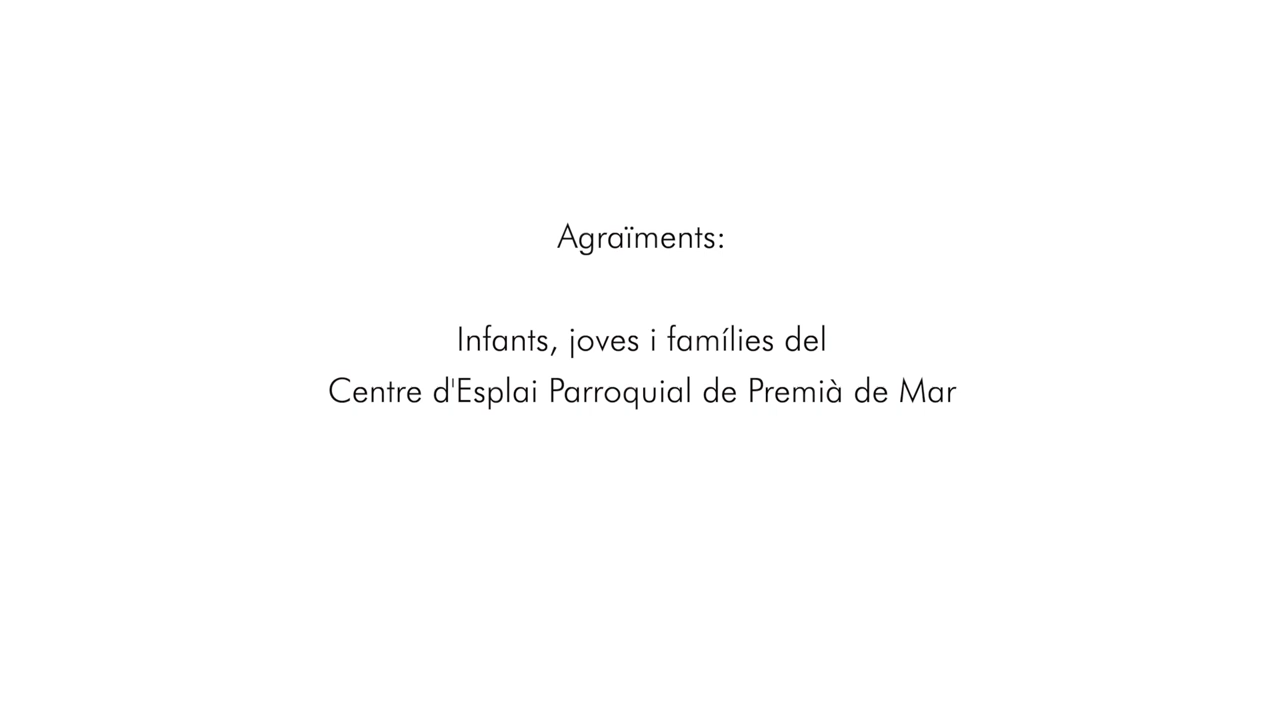 Agraïments:
Infants, joves i famílies del
Centre d'Esplai Parroquial de Premià de Mar